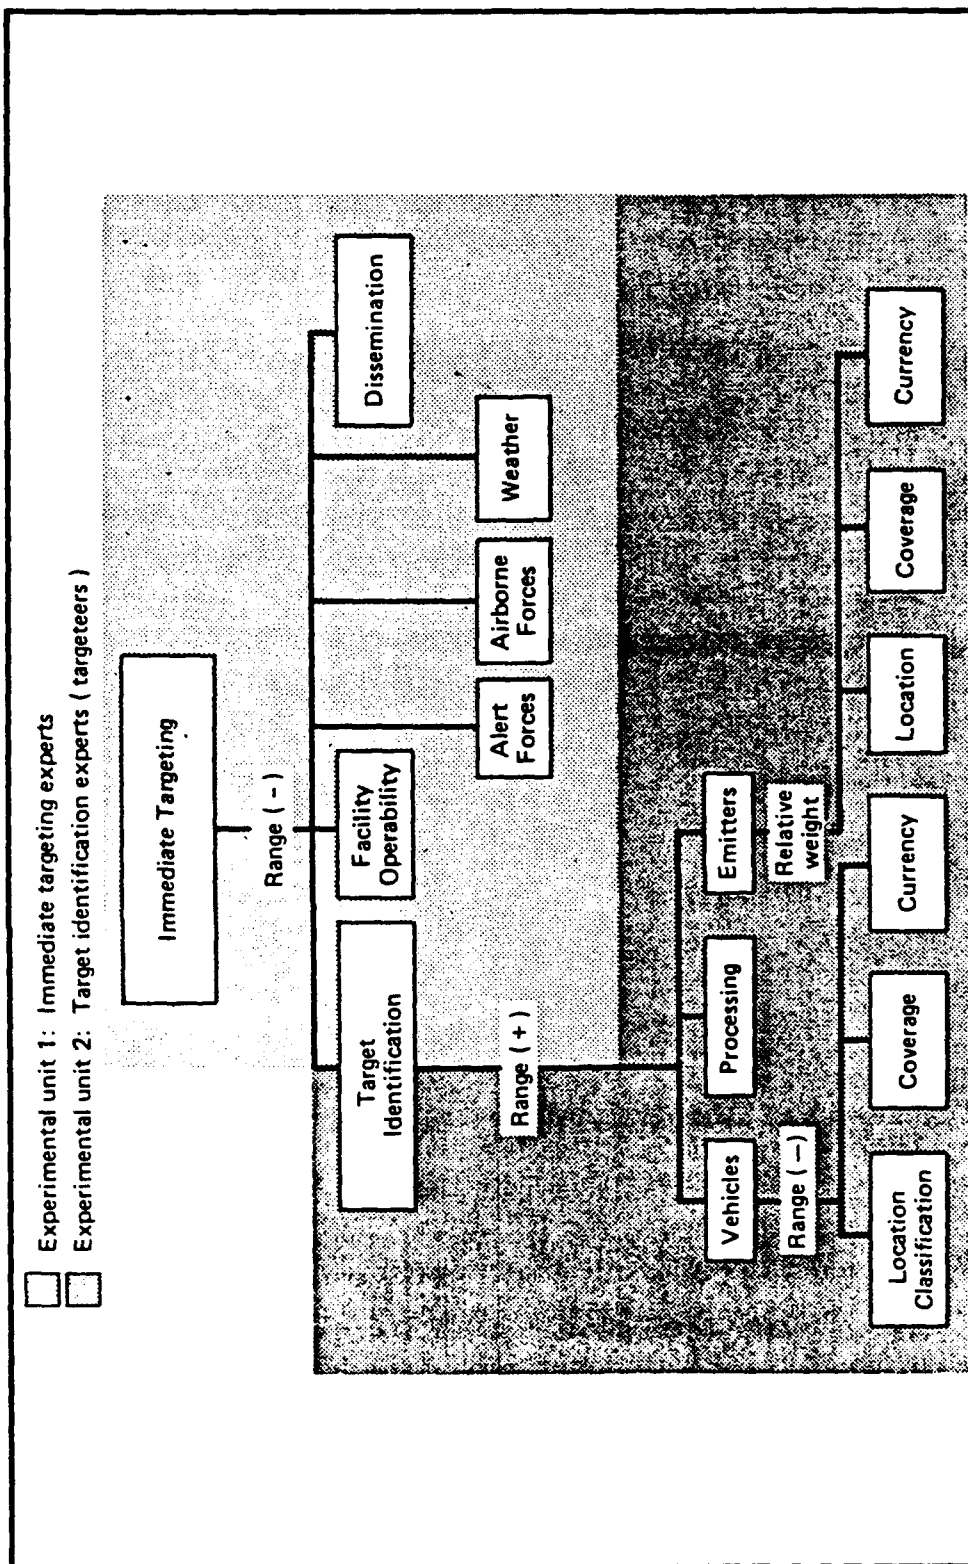 Experimental unit 1: Immediate targeting experts
Experimental unit 2: Target identification experts ( targeteers )
Immediate Targeting
Range ( - )
Target
Identification
Facility
Operability
Alert
Forces
Airborne
Forces
Weather
Dissemination
Range ( + )
Vehicles
Processing
Emitters
Range ( — )
Relative
weight
Location
Classification
Coverage
Currency
Location
Coverage
Currency